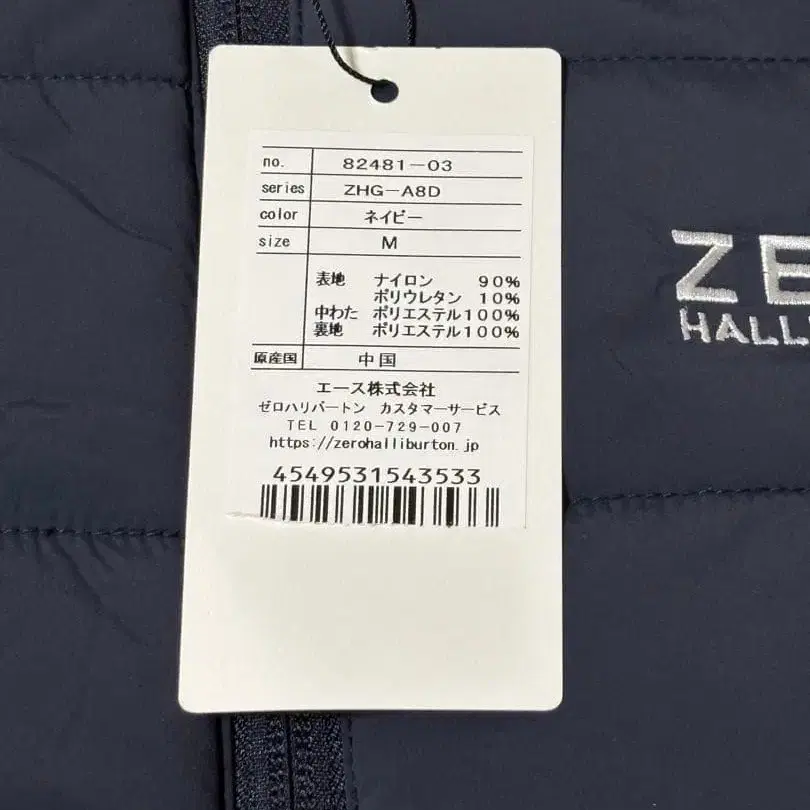 no. 82481-03
series ZHG-A8D
color ネイビー
size M
表地 ナイロン 90%
ポリウレタン 10%
中わた ポリエステル100%
裏地 ポリエステル100%
原産国 中国
エース株式会社
ゼロハリバートン カスタマーサービス
TEL 0120-729-007
https://zerohalliburton.jp
4549531543533
ZE
HALL